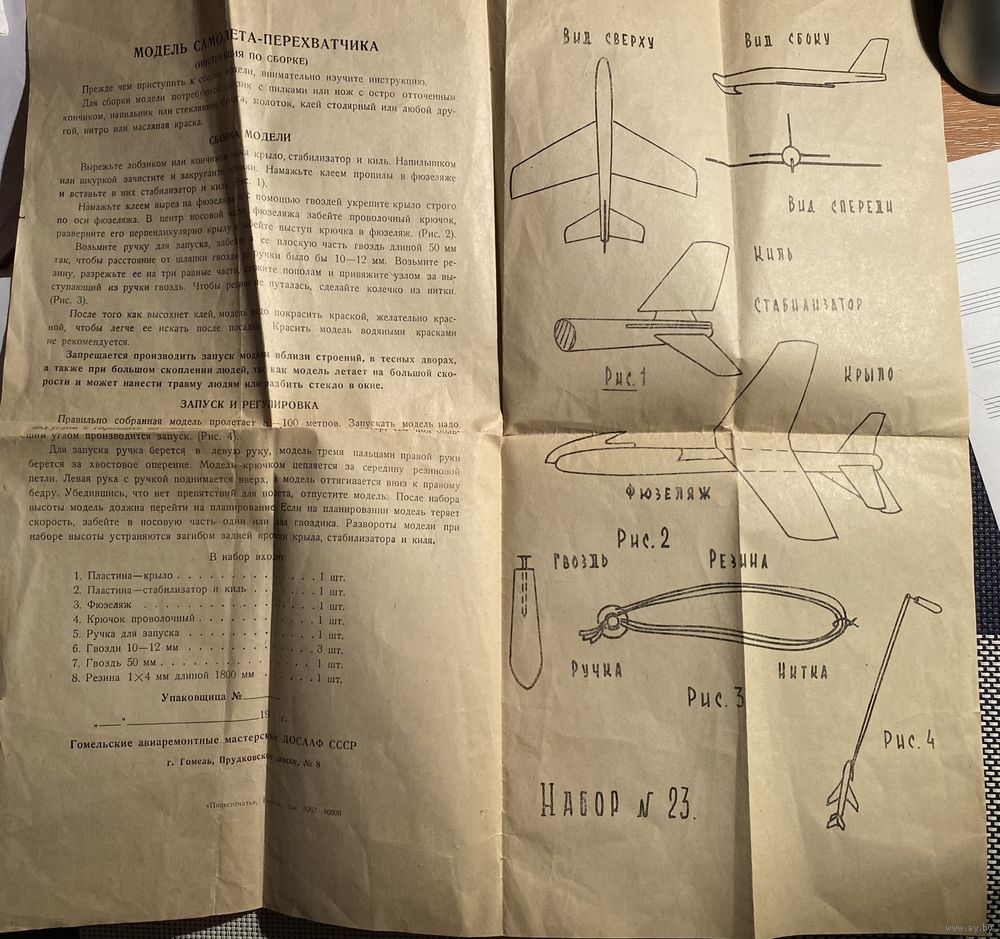 МОДЕЛЬ САМОЛЕТА-ПЕРЕХВАТЧИКА
(ИНСТРУКЦИЯ ПО СБОРКЕ)
Прежде чем приступить к сборке модели, внимательно изучите инструкцию.
Для сборки модели потребуются: лобзик с пилками или нож с остро отточенным
кончиком, напильник или стеклянная бумага, молоток, клей столярный или любой дру-
гой, нитро или масляная краска.
СБОРКА МОДЕЛИ
Вырежьте лобзиком или кончиком ножа крыло, стабилизатор и киль. Напильником
или шкуркой зачистите и закруглите кромки. Намажьте клеем пропилы в фюзеляже
и вставьте в них стабилизатор и киль (Рис. 1).
Намажьте клеем вырез на фюзеляже и с помощью гвоздей укрепите крыло строго
по оси фюзеляжа. В центр носовой части фюзеляжа забейте проволочный крючок,
разверните его перпендикулярно крылу и забейте выступ крючка в фюзеляж. (Рис. 2).
Возьмите ручку для запуска, забейте в ее плоскую часть гвоздь длиной 50 мм
так, чтобы расстояние от шляпки гвоздя до ручки было бы 10—12 мм. Возьмите ре-
зину, разрежьте ее на три равные части, сложите пополам и привяжите узлом за вы-
ступающий из ручки гвоздь. Чтобы резина не путалась, сделайте колечко из нитки.
(Рис. 3).
После того как высохнет клей, модель надо покрасить краской, желательно крас-
ной, чтобы легче ее искать после посадки. Красить модель водяными красками
не рекомендуется.
Запрещается производить запуск модели вблизи строений, в тесных дворах,
а также при большом скоплении людей, так как модель летает на большой ско-
рости и может нанести травму людям или разбить стекло в окне.
ЗАПУСК И РЕГУЛИРОВКА
Правильно собранная модель пролетает —100 метров. Запускать модель надо
шим углом производится запуск. (Рис. 4).
Для запуска ручка берется в левую руку, модель тремя пальцами правой руки
берется за хвостовое оперение. Модель крючком цепляется за середину резиновой
петли. Левая рука с ручкой поднимается вверх, а модель оттягивается вниз к правому
бедру. Убедившись, что нет препятствий для полета, отпустите модель. После набора
высоты модель должна перейти на планирование. Если на планировании модель теряет
скорость, забейте в носовую часть один или два гвоздика. Развороты модели при
наборе высоты устраняются загибом задней кромки крыла, стабилизатора и киля.
В набор входят:
1. Пластина—крыло . . . . . . . . . . . . 1 шт.
2. Пластина—стабилизатор и киль . . . . . . 1 шт.
3. Фюзеляж . . . . . . . . . . . . . . 1 шт.
4. Крючок проволочный . . . . . . . . . . 1 шт.
5. Ручка для запуска . . . . . . . . . . . 1 шт.
6. Гвозди 10—12 мм . . . . . . . . . . . 3 шт.
7. Гвоздь 50 мм . . . . . . . . . . . . . 1 шт.
8. Резина 1×4 мм длиной 1800 мм . . . . . . 1 шт.
Упаковщица №
„ “ 19 г.
Гомельские авиаремонтные мастерские ДОСААФ СССР
г. Гомель, Прудковское шоссе, № 8
«Полеспечать», Зак. 5262—80000
Вид сверху
Вид сбоку
Вид спереди
Киль
Стабилизатор
Рис. 1
Крыло
Фюзеляж
Рис. 2
Гвоздь
Резина
Ручка
Нитка
Рис. 3
Рис. 4
Набор N 23.
www.ay.by